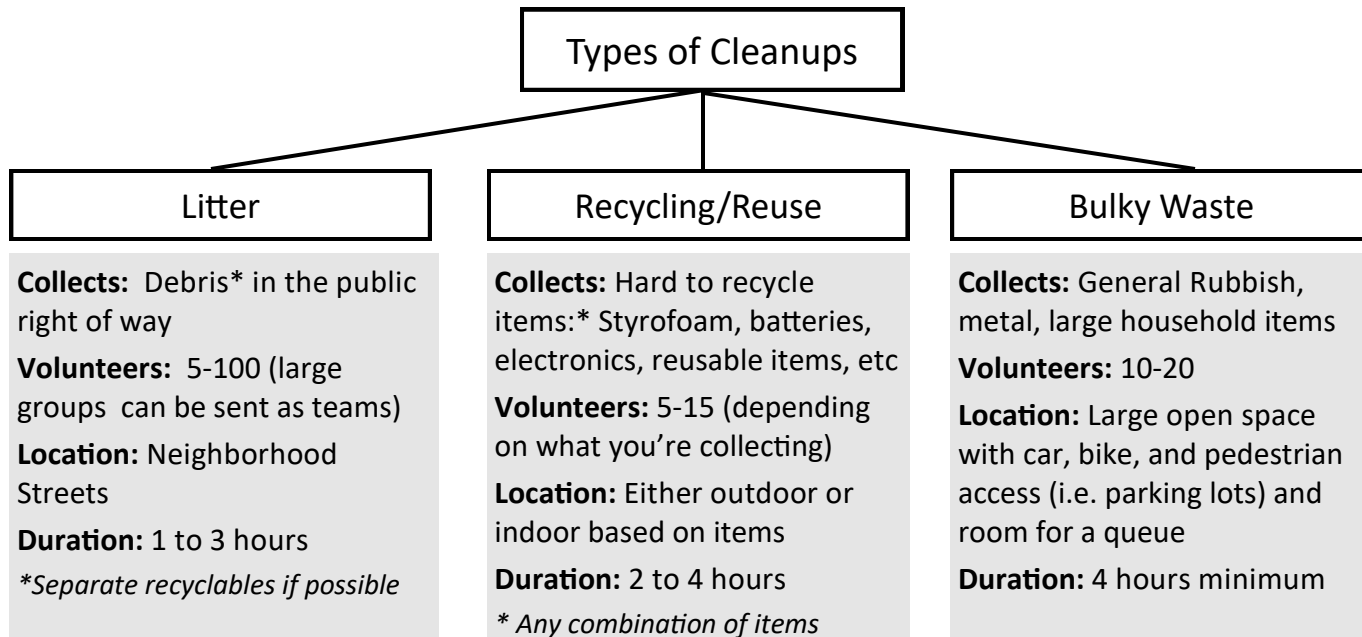 Types of Cleanups
Litter
Collects: Debris* in the public
right of way
Volunteers: 5-100 (large
groups can be sent as teams)
Location: Neighborhood
Streets
Duration: 1 to 3 hours
*Separate recyclables if possible
Recycling/Reuse
Collects: Hard to recycle
items:* Styrofoam, batteries,
electronics, reusable items, etc
Volunteers: 5-15 (depending
on what you’re collecting)
Location: Either outdoor or
indoor based on items
Duration: 2 to 4 hours
* Any combination of items
Bulky Waste
Collects: General Rubbish,
metal, large household items
Volunteers: 10-20
Location: Large open space
with car, bike, and pedestrian
access (i.e. parking lots) and
room for a queue
Duration: 4 hours minimum